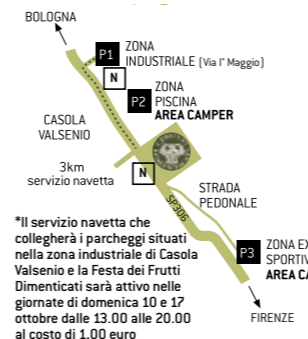 BOLOGNA
P1 ZONA
INDUSTRIALE (Via I° Maggio)
N
ZONA
P2 PISCINA
AREA CAMPER
CASOLA
VALSENIO
3km
servizio navetta
N
STRADA
PEDONALE
SP306
*Il servizio navetta che
collegherà i parcheggi situati
nella zona industriale di Casola
Valsenio e la Festa dei Frutti
Dimenticati sarà attivo nelle
giornate di domenica 10 e 17
ottobre dalle 13.00 alle 20.00
al costo di 1.00 euro
P3 ZONA EX
SPORTIV
AREA CA
FIRENZE